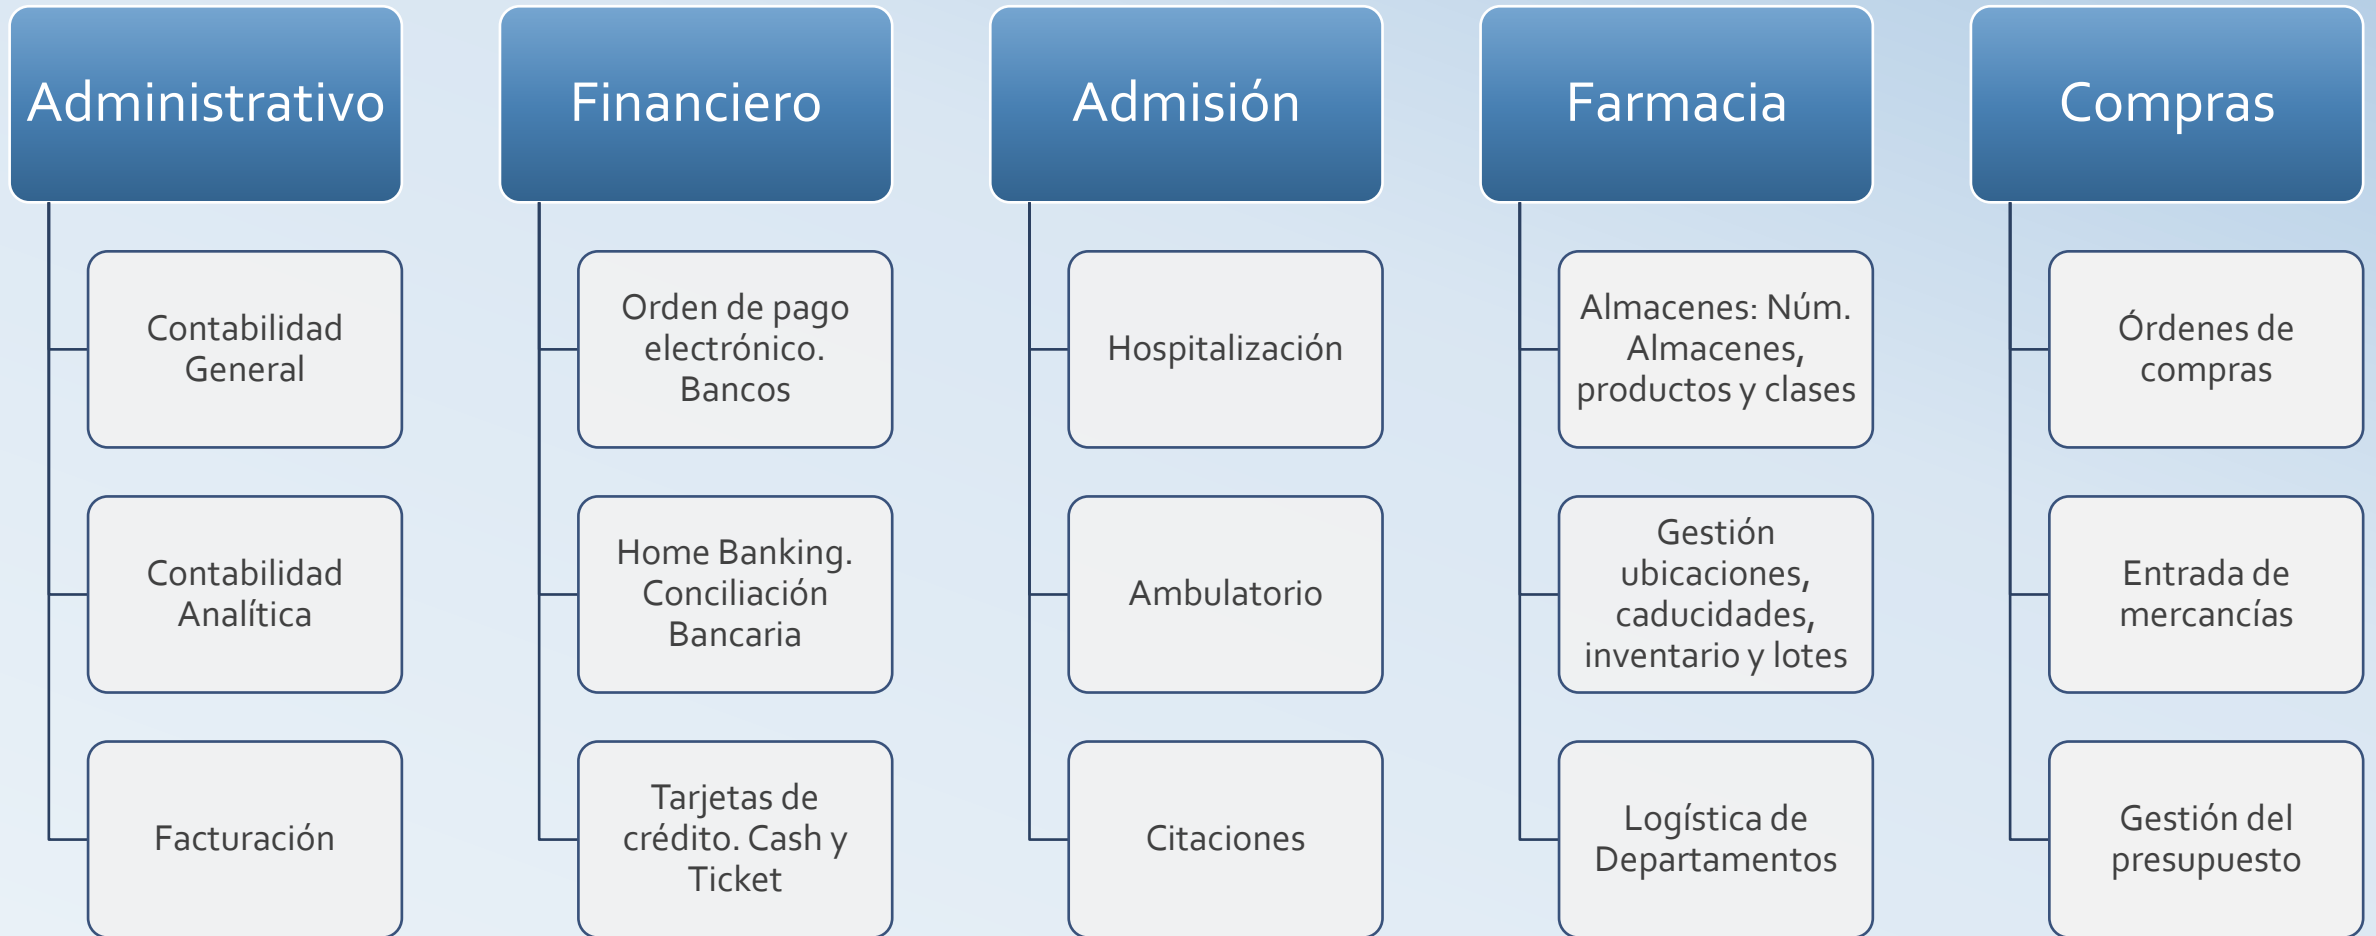 Administrativo
Contabilidad
General
Contabilidad
Analítica
Facturación
Financiero
Orden de pago
electrónico.
Bancos
Home Banking.
Conciliación
Bancaria
Tarjetas de
crédito. Cash y
Ticket
Admisión
Hospitalización
Ambulatorio
Citaciones
Farmacia
Almacenes: Núm.
Almacenes,
productos y clases
Gestión
ubicaciones,
caducidades,
inventario y lotes
Logística de
Departamentos
Compras
Órdenes de
compras
Entrada de
mercancías
Gestión del
presupuesto